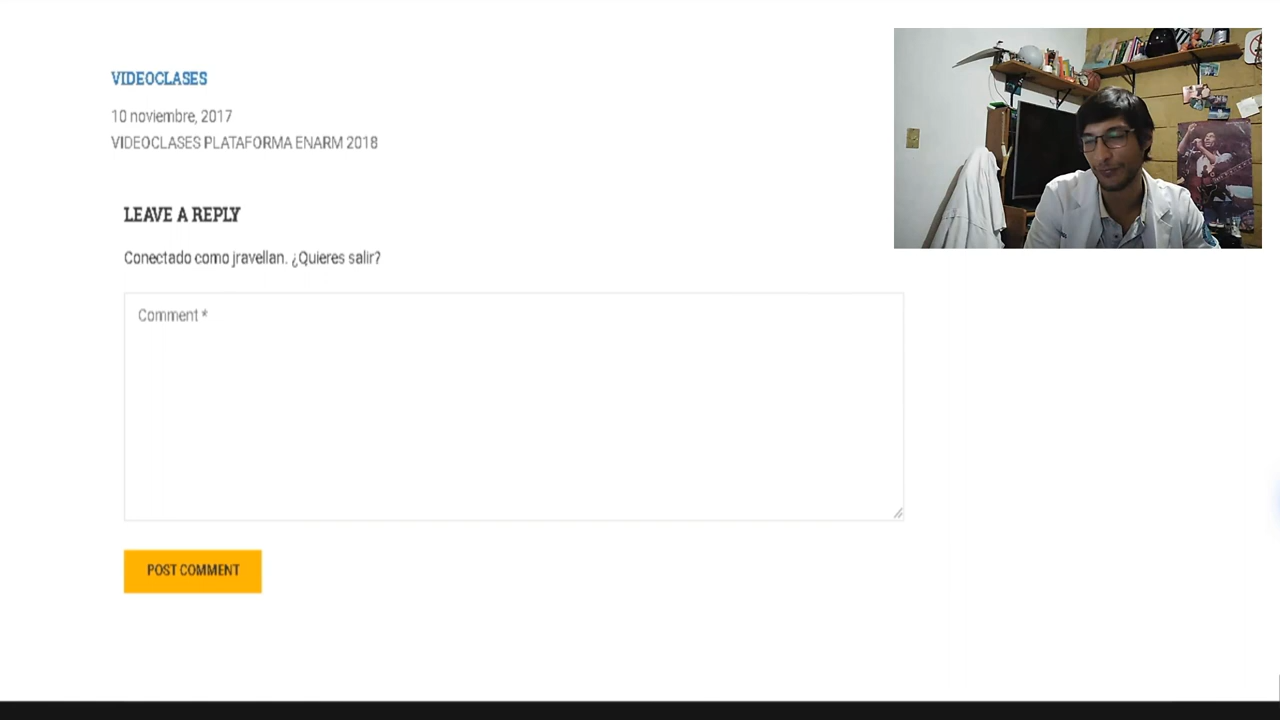 VIDEOCLASES
10 noviembre, 2017
VIDEOCLASES PLATAFORMA ENARM 2018
LEAVE A REPLY
Conectado como jravellan. ¿Quieres salir?
Comment *
POST COMMENT